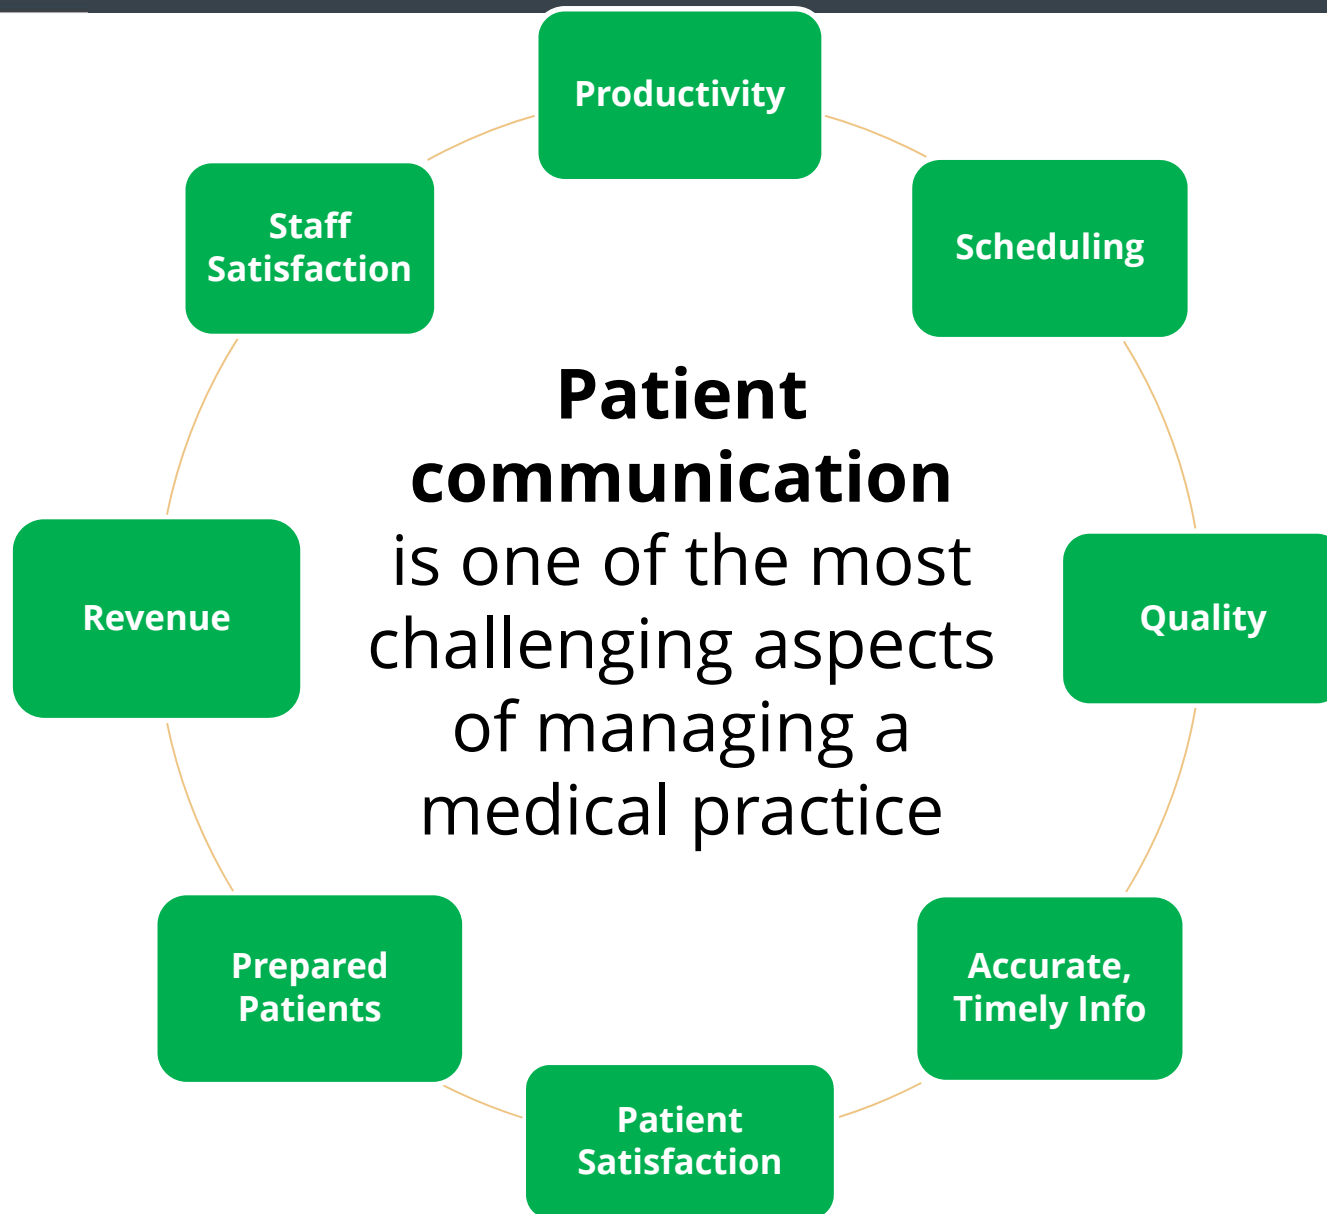 Productivity
Scheduling
Quality
Accurate,
Timely Info
Patient
Satisfaction
Prepared
Patients
Revenue
Staff
Satisfaction
Patient
communication
is one of the most
challenging aspects
of managing a
medical practice